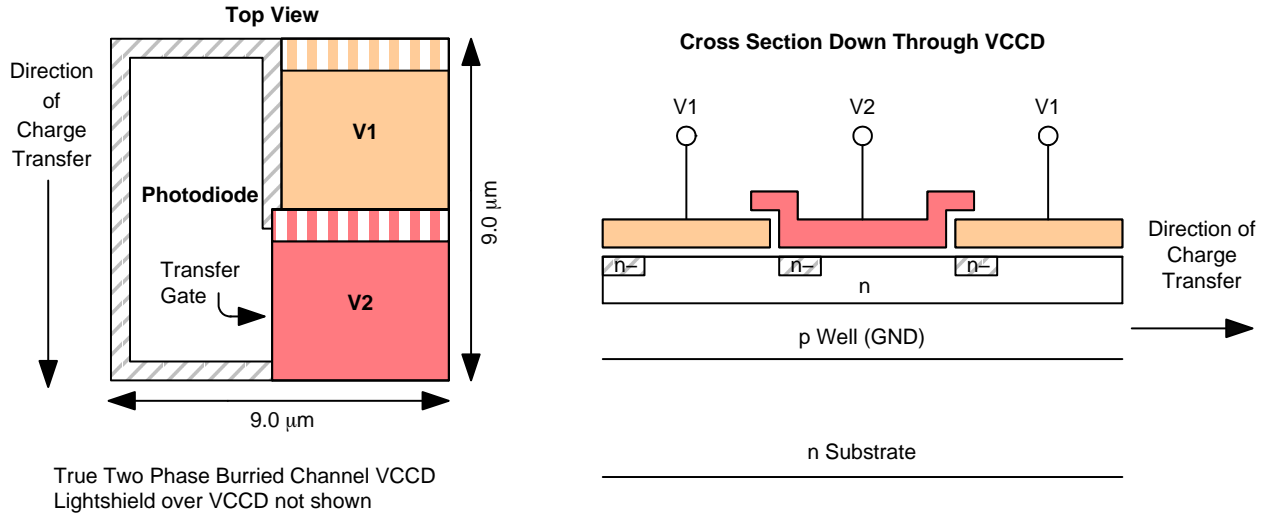 Top View
Direction
of
Charge
Transfer
V1
Photodiode
Transfer
Gate
V2
9.0 μm
9.0 μm
True Two Phase Burried Channel VCCD
Lightshield over VCCD not shown
Cross Section Down Through VCCD
V1
V2
V1
n–
n–
n–
n
p Well (GND)
n Substrate
Direction of
Charge
Transfer